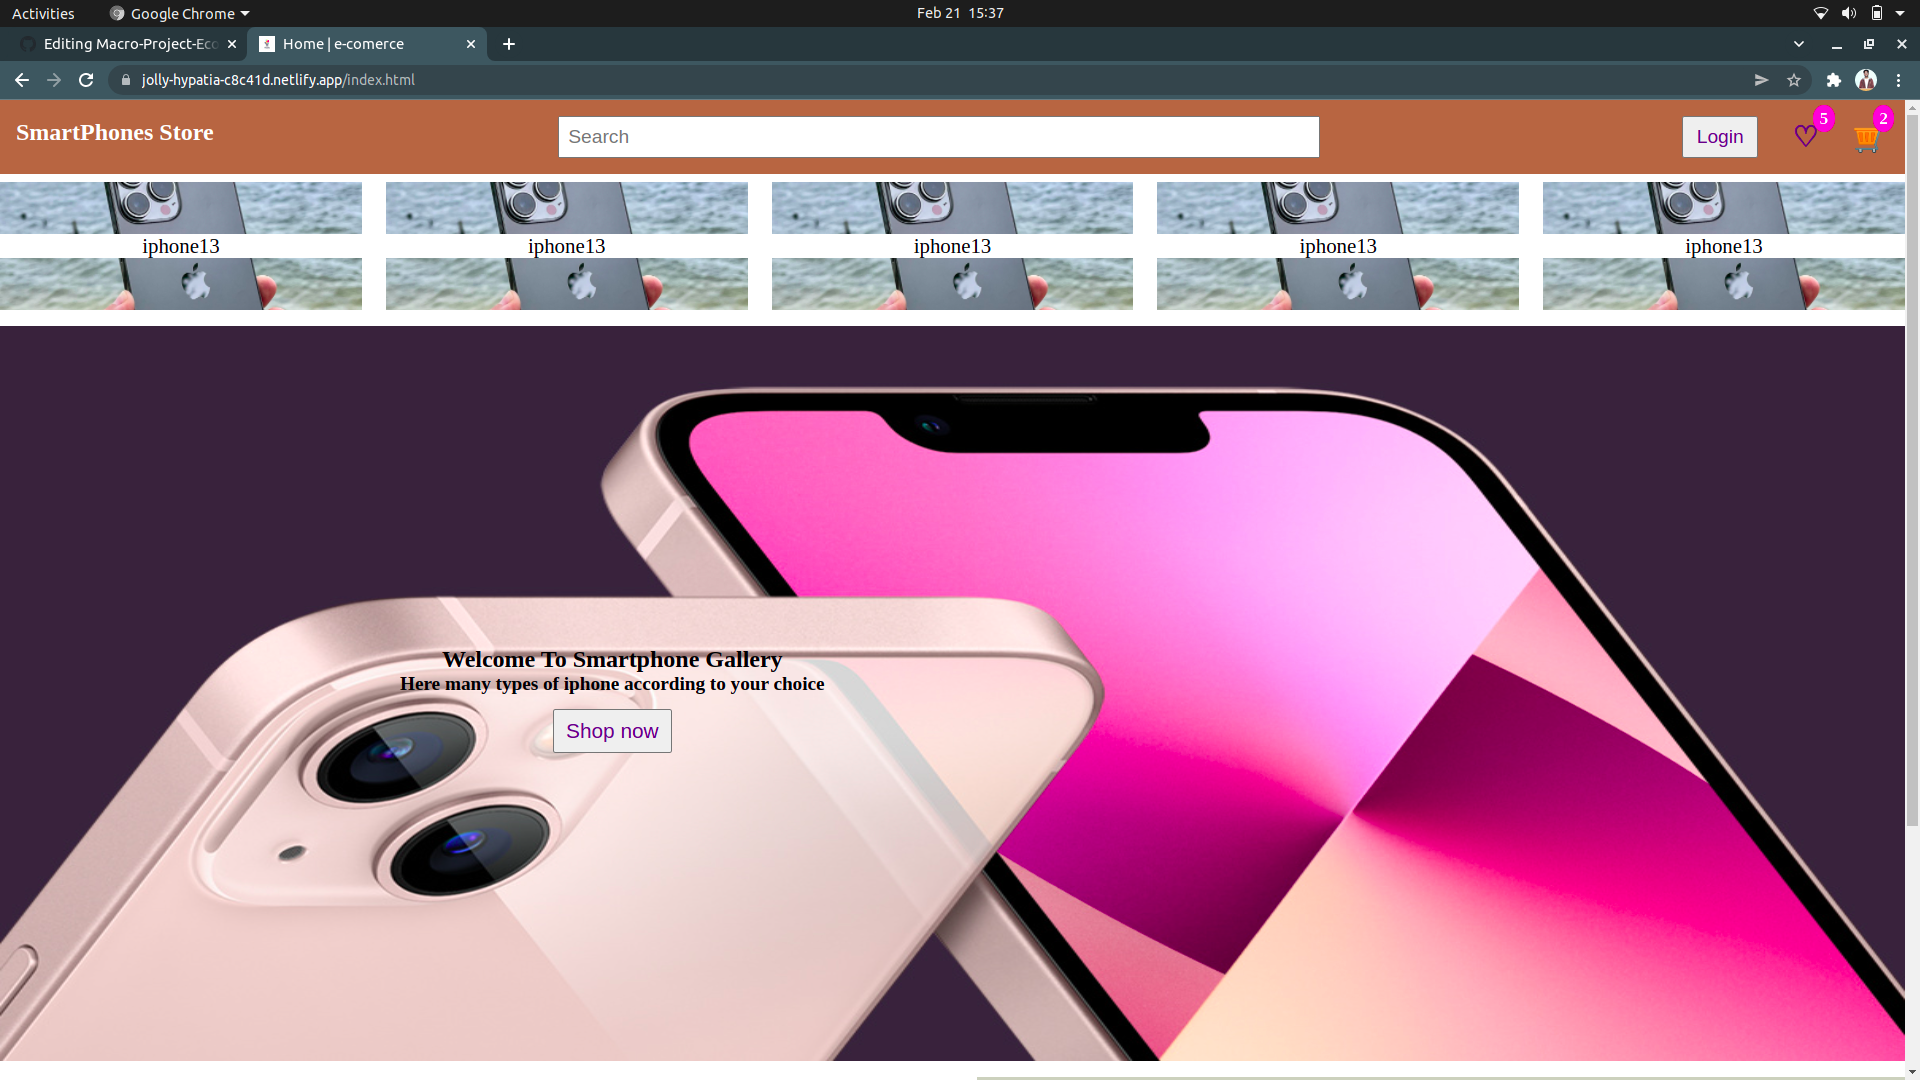 Activities
Google Chrome
Feb 21 15:37
Editing Macro-Project-Eco
Home | e-comerce
jolly-hypatia-c8c41d.netlify.app/index.html
SmartPhones Store
Search
Login
5
2
iphone13
iphone13
iphone13
iphone13
iphone13
Welcome To Smartphone Gallery
Here many types of iphone according to your choice
Shop now